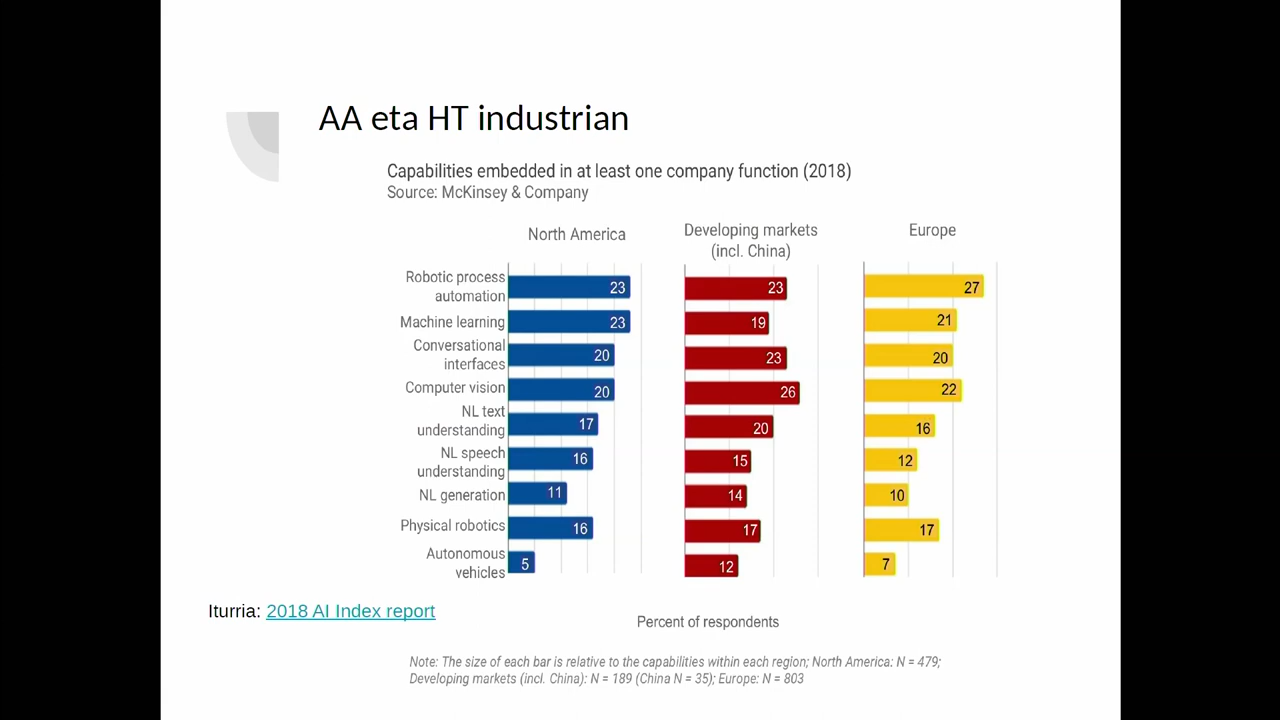 AA eta HT industrian
Capabilities embedded in at least one company function (2018)
Source: McKinsey & Company
North America
Developing markets
(incl. China)
Europe
Robotic process
automation
23
23
27
Machine learning
23
19
21
Conversational
interfaces
20
23
20
Computer vision
20
26
22
NL text
understanding
17
20
16
NL speech
understanding
16
15
12
NL generation
11
14
10
Physical robotics
16
17
17
Autonomous
vehicles
5
12
7
Iturria: 2018 AI Index report
Percent of respondents
Note: The size of each bar is relative to the capabilities within each region; North America: N = 479;
Developing markets (incl. China): N = 189 (China N = 35); Europe: N = 803